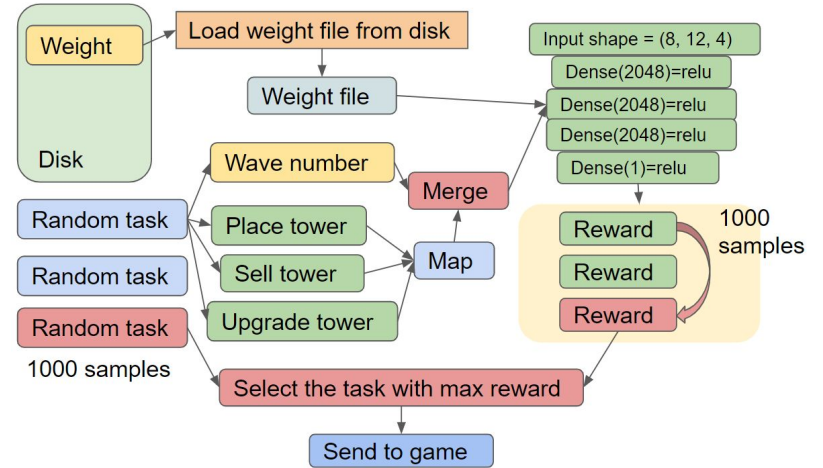 Weight
Disk
Load weight file from disk
Weight file
Input shape = (8, 12, 4)
Dense(2048)=relu
Dense(2048)=relu
Dense(2048)=relu
Dense(1)=relu
Random task
Random task
Random task
1000 samples
Wave number
Place tower
Sell tower
Upgrade tower
Merge
Map
Reward
Reward
Reward
1000
samples
Select the task with max reward
Send to game